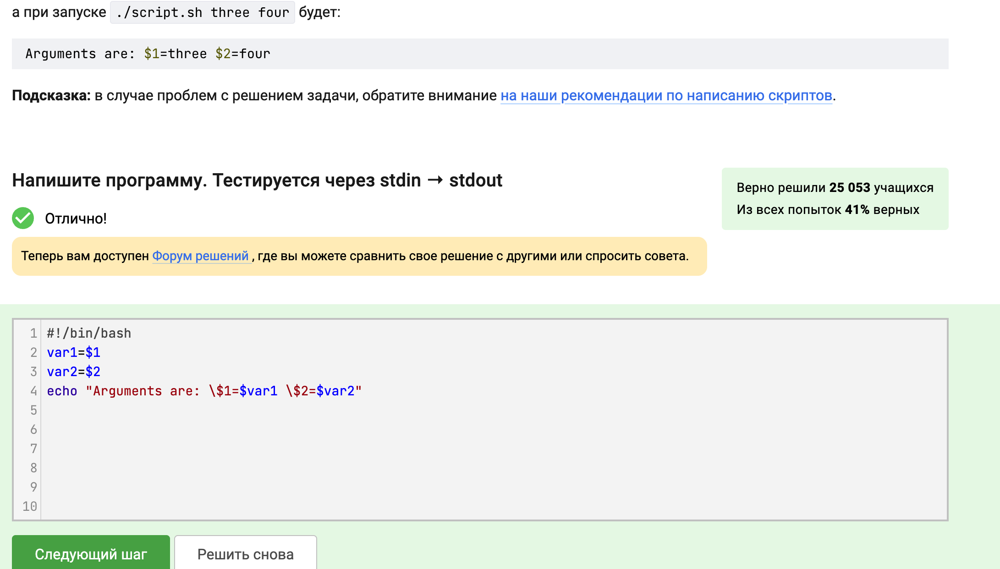 а при запуске ./script.sh three four будет:
Arguments are: $1=three $2=four
Подсказка: в случае проблем с решением задачи, обратите внимание на наши рекомендации по написанию скриптов.
Напишите программу. Тестируется через stdin → stdout
Верно решили 25 053 учащихся
Из всех попыток 41% верных
Отлично!
Теперь вам доступен Форум решений , где вы можете сравнить свое решение с другими или спросить совета.
1 #!/bin/bash
2 var1=$1
3 var2=$2
4 echo "Arguments are: \$1=$var1 \$2=$var2"
5
6
7
8
9
10
Следующий шаг Решить снова